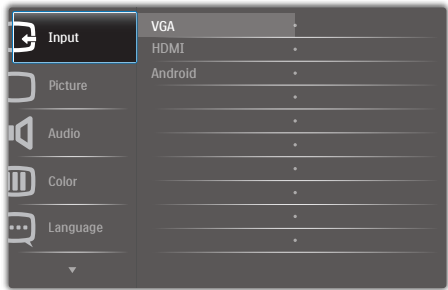 Input
Picture
Audio
Color
Language
VGA
HDMI
Android